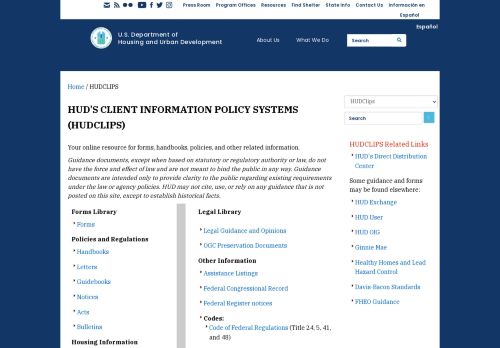 Press Room Program Offices Resources Find Shelter State Info Contact Us Información en Español
Español
U.S. Department of
Housing and Urban Development
About Us What We Do
Search
Home / HUDCLIPS
HUD'S CLIENT INFORMATION POLICY SYSTEMS
(HUDCLIPS)
Your online resource for forms, handbooks, policies, and other related information.
Guidance documents, except when based on statutory or regulatory authority or law, do not
have the force and effect of law and are not meant to bind the public in any way. Guidance
documents are intended only to provide clarity to the public regarding existing requirements
under the law or agency policies. HUD may not cite, use, or rely on any guidance that is not
posted on this site, except to establish historical facts.
Forms Library
Forms
Policies and Regulations
Handbooks
Letters
Guidebooks
Notices
Acts
Bulletins
Housing Information
Legal Library
Legal Guidance and Opinions
OGC Preservation Documents
Other Information
Assistance Listings
Federal Congressional Record
Federal Register notices
Codes:
Code of Federal Regulations (Title 24, 5, 41,
and 48)
HUDClips
Search
HUDCLIPS Related Links
HUD's Direct Distribution
Center
Some guidance and forms
may be found elsewhere:
HUD Exchange
HUD User
HUD OIG
Ginnie Mae
Healthy Homes and Lead
Hazard Control
Davis-Bacon Standards
FHEO Guidance